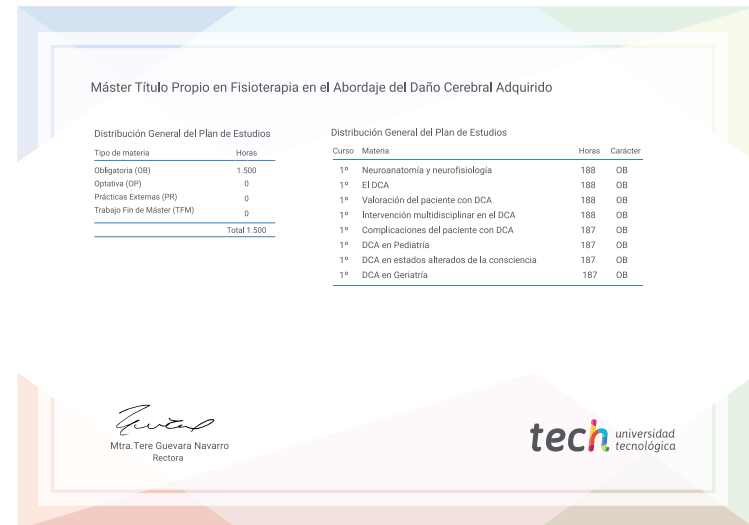 Máster Título Propio en Fisioterapia en el Abordaje del Daño Cerebral Adquirido
Distribución General del Plan de Estudios
Tipo de materia Horas
Obligatoria (OB) 1.500
Optativa (OP) 0
Prácticas Externas (PR) 0
Trabajo Fin de Máster (TFM) 0
Total 1.500
Distribución General del Plan de Estudios
Curso Materia Horas Carácter
1º Neuroanatomía y neurofisiología 188 OB
1º El DCA 188 OB
1º Valoración del paciente con DCA 188 OB
1º Intervención multidisciplinar en el DCA 188 OB
1º Complicaciones del paciente con DCA 187 OB
1º DCA en Pediatría 187 OB
1º DCA en estados alterados de la consciencia 187 OB
1º DCA en Geriatría 187 OB
Mtra.Tere Guevara Navarro
Rectora
tech universidad
tecnológica